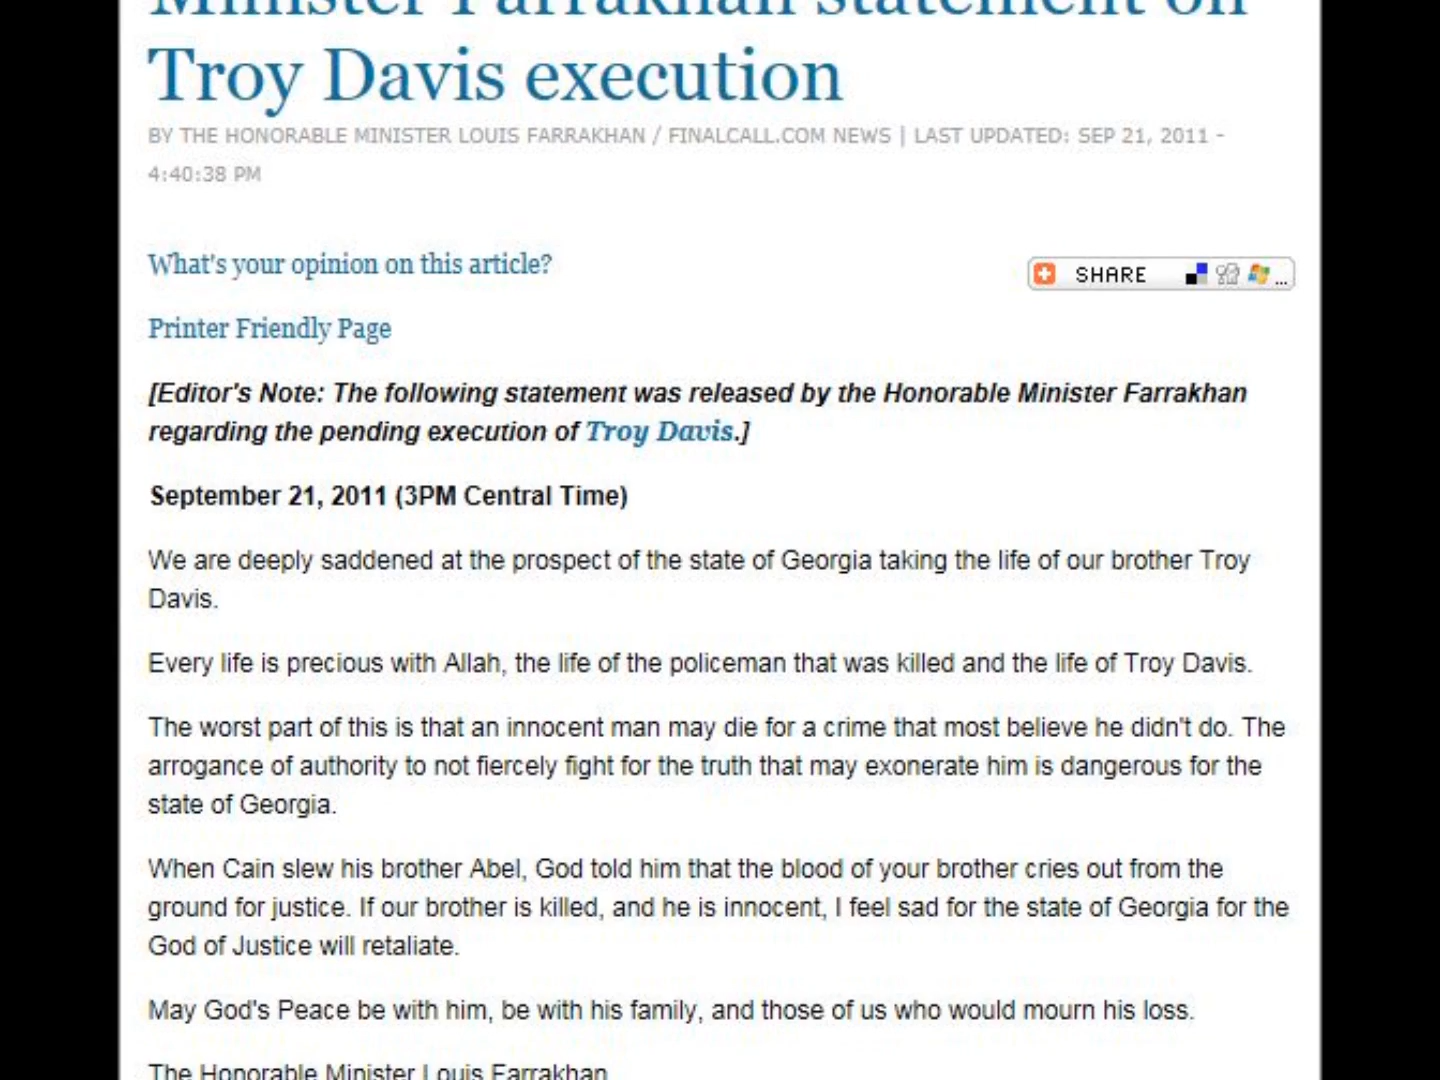 Minister Farrakhan statement on
Troy Davis execution
BY THE HONORABLE MINISTER LOUIS FARRAKHAN / FINALCALL.COM NEWS | LAST UPDATED: SEP 21, 2011 -
4:40:38 PM
What's your opinion on this article?
SHARE ...
Printer Friendly Page
[Editor's Note: The following statement was released by the Honorable Minister Farrakhan
regarding the pending execution of Troy Davis.]
September 21, 2011 (3PM Central Time)
We are deeply saddened at the prospect of the state of Georgia taking the life of our brother Troy
Davis.
Every life is precious with Allah, the life of the policeman that was killed and the life of Troy Davis.
The worst part of this is that an innocent man may die for a crime that most believe he didn't do. The
arrogance of authority to not fiercely fight for the truth that may exonerate him is dangerous for the
state of Georgia.
When Cain slew his brother Abel, God told him that the blood of your brother cries out from the
ground for justice. If our brother is killed, and he is innocent, I feel sad for the state of Georgia for the
God of Justice will retaliate.
May God's Peace be with him, be with his family, and those of us who would mourn his loss.
The Honorable Minister Louis Farrakhan